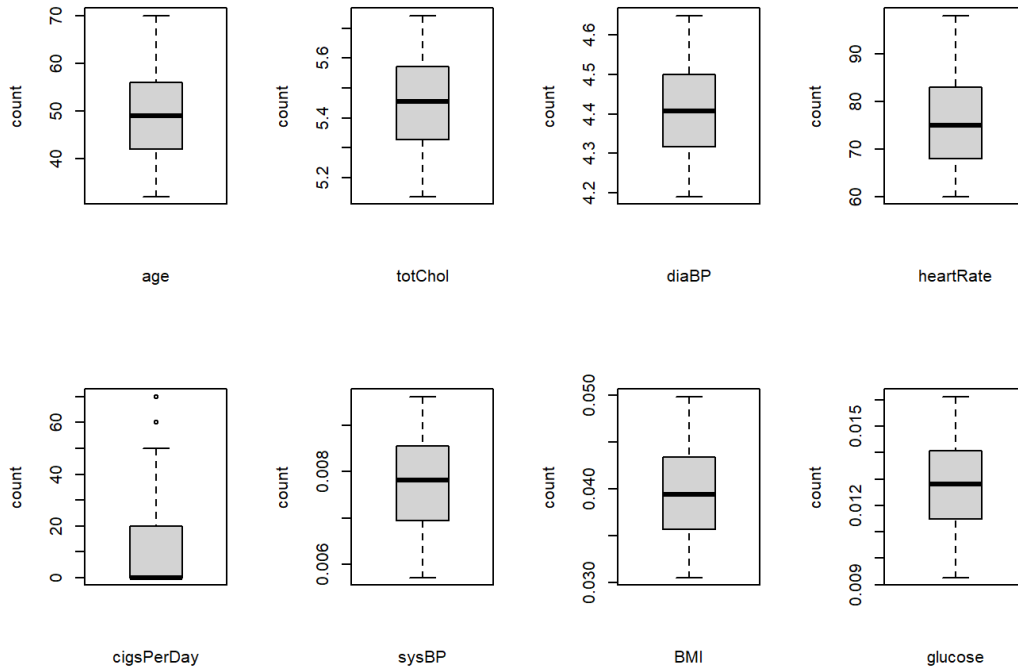 count 40 50 60 70
age
count 5.2 5.4 5.6
totChol
count 4.2 4.3 4.4 4.5 4.6
diaBP
count 60 70 80 90
heartRate
count 0 20 40 60
cigsPerDay
count 0.006 0.008
sysBP
count 0.030 0.040 0.050
BMI
count 0.009 0.012 0.015
glucose